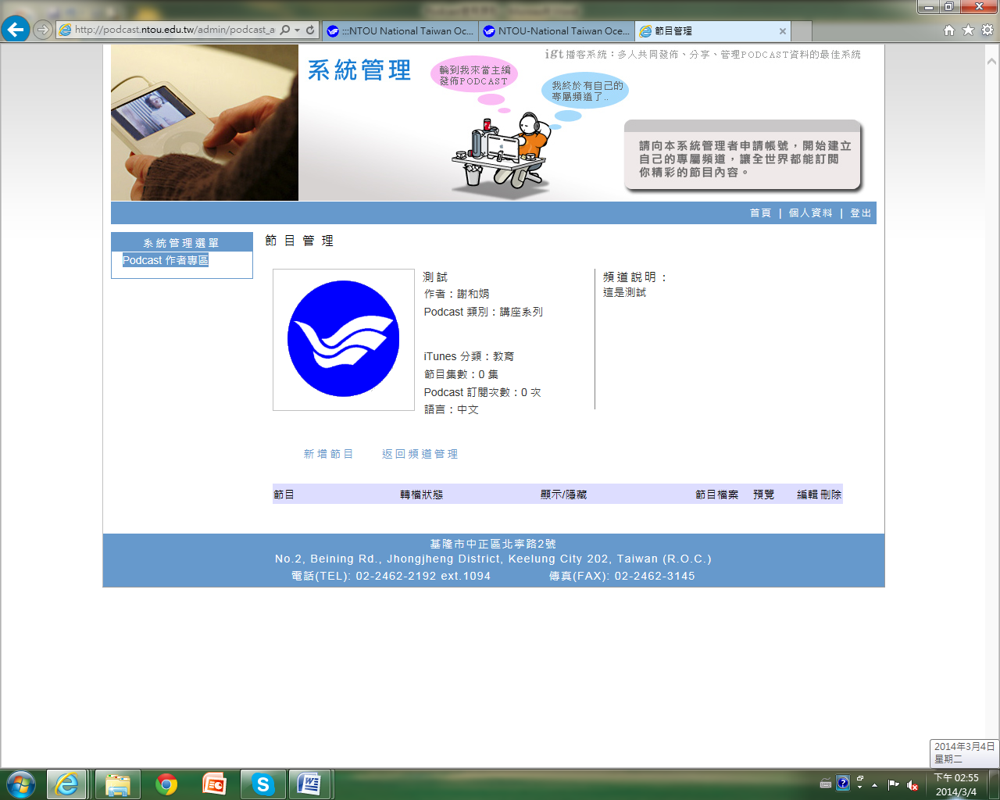 http://podcast.ntou.edu.tw/admin/podcast_a
:::NTOU National Taiwan Oc...
NTOU-National Taiwan Oce...
節目管理
igt 播客系統：多人共同發佈、分享、管理PODCAST資料的最佳系統
系統管理
輪到我來當主編
發佈PODCAST
我終於有自己的
專屬頻道了..
請向本系統管理者申請帳號，開始建立
自己的專屬頻道，讓全世界都能訂閱
你精彩的節目內容。
首頁 | 個人資料 | 登出
系統管理選單
Podcast 作者專區
節目管理
測試
作者：謝和娟
Podcast 類別：講座系列
iTunes 分類：教育
節目集數：0 集
Podcast 訂閱次數：0 次
語言：中文
頻道說明：
這是測試
新增節目 返回頻道管理
節目 轉檔狀態 顯示/隱藏 節目檔案 預覽 編輯 刪除
基隆市中正區北寧路2號
No.2, Beining Rd., Jhongjheng District, Keelung City 202, Taiwan (R.O.C.)
電話(TEL): 02-2462-2192 ext.1094 傳真(FAX): 02-2462-3145
2014年3月4日
星期二
下午 02:55
2014/3/4